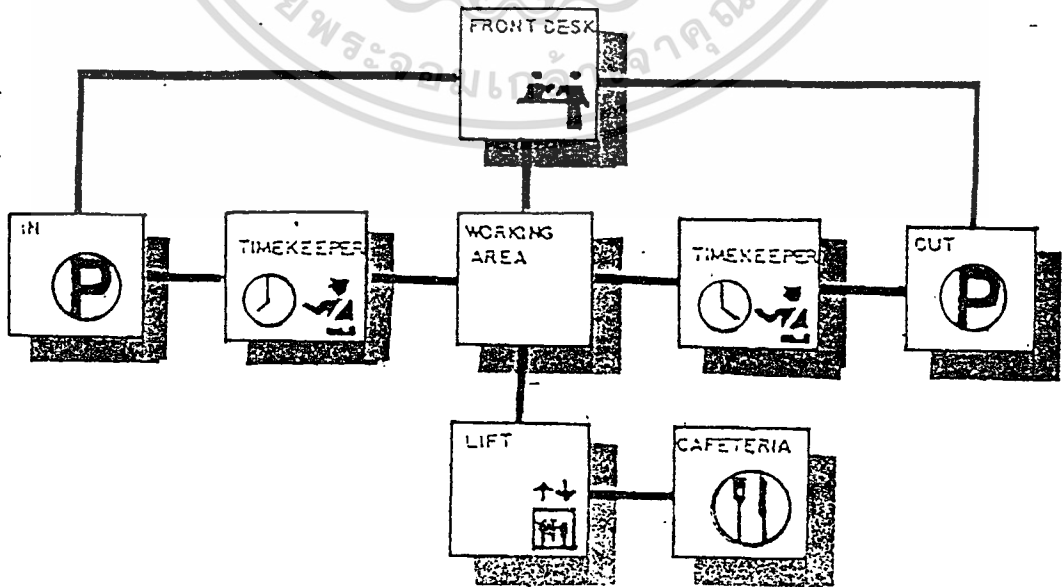 FRONT DESK
IN
TIMEKEEPER
WORKING
AREA
TIMEKEEPER
OUT
P
P
LIFT
CAFETERIA